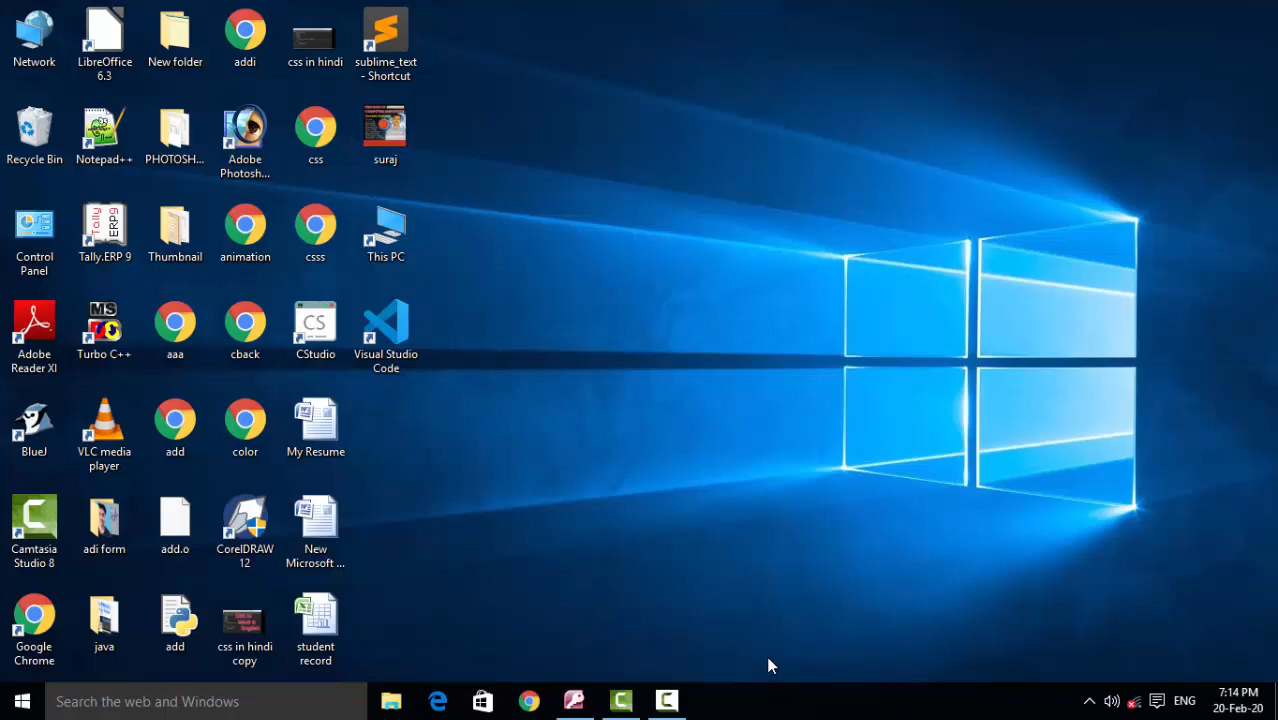 Network
LibreOffice
6.3
New folder
addi
css in hindi
sublime_text
- Shortcut
Recycle Bin
Notepad++
PHOTOSH...
Adobe
Photosh...
css
suraj
Control
Panel
Tally.ERP 9
Thumbnail
animation
csss
This PC
Adobe
Reader XI
MS
Turbo C++
aaa
cback
CS
CStudio
Visual Studio
Code
BlueJ
VLC media
player
add
color
My Resume
Camtasia
Studio 8
adi form
add.o
CorelDRAW
12
New
Microsoft ...
Google
Chrome
java
add
css in hindi
copy
student
record
Search the web and Windows
ENG
7:14 PM
20-Feb-20